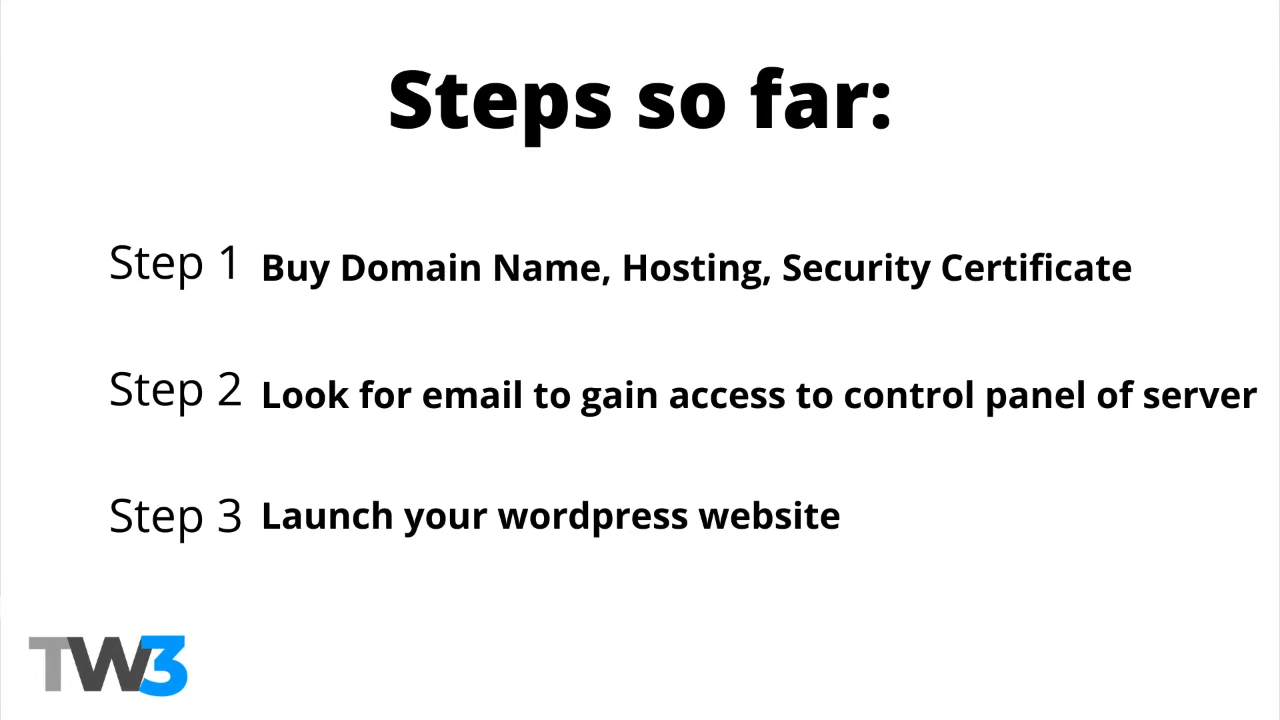 Steps so far:
Step 1 Buy Domain Name, Hosting, Security Certificate
Step 2 Look for email to gain access to control panel of server
Step 3 Launch your wordpress website
TW3